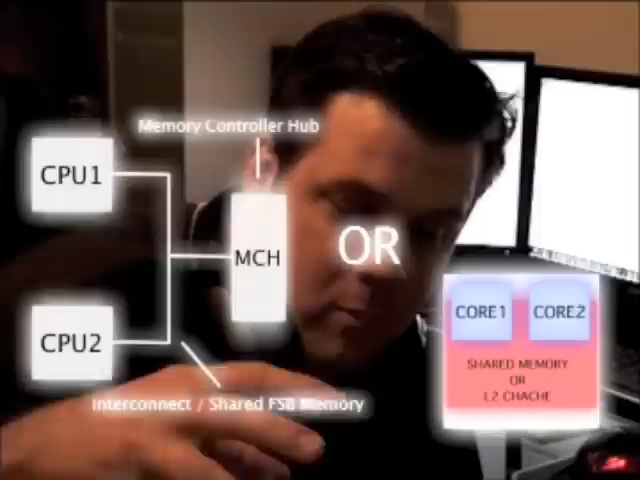 Memory Controller Hub
CPU1
MCH
OR
CPU2
Interconnect / Shared FSB Memory
CORE1
CORE2
SHARED MEMORY
OR
L2 CHACHE